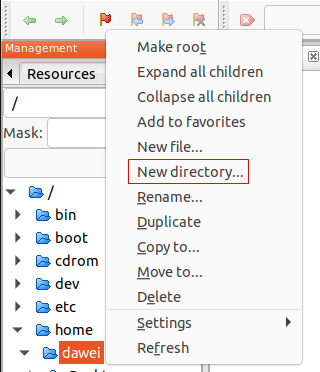 Management
Resources
/
Mask:
/
bin
boot
cdrom
dev
etc
home
dawei
Make root
Expand all children
Collapse all children
Add to favorites
New file...
New directory...
Rename...
Duplicate
Copy to...
Move to...
Delete
Settings
Refresh